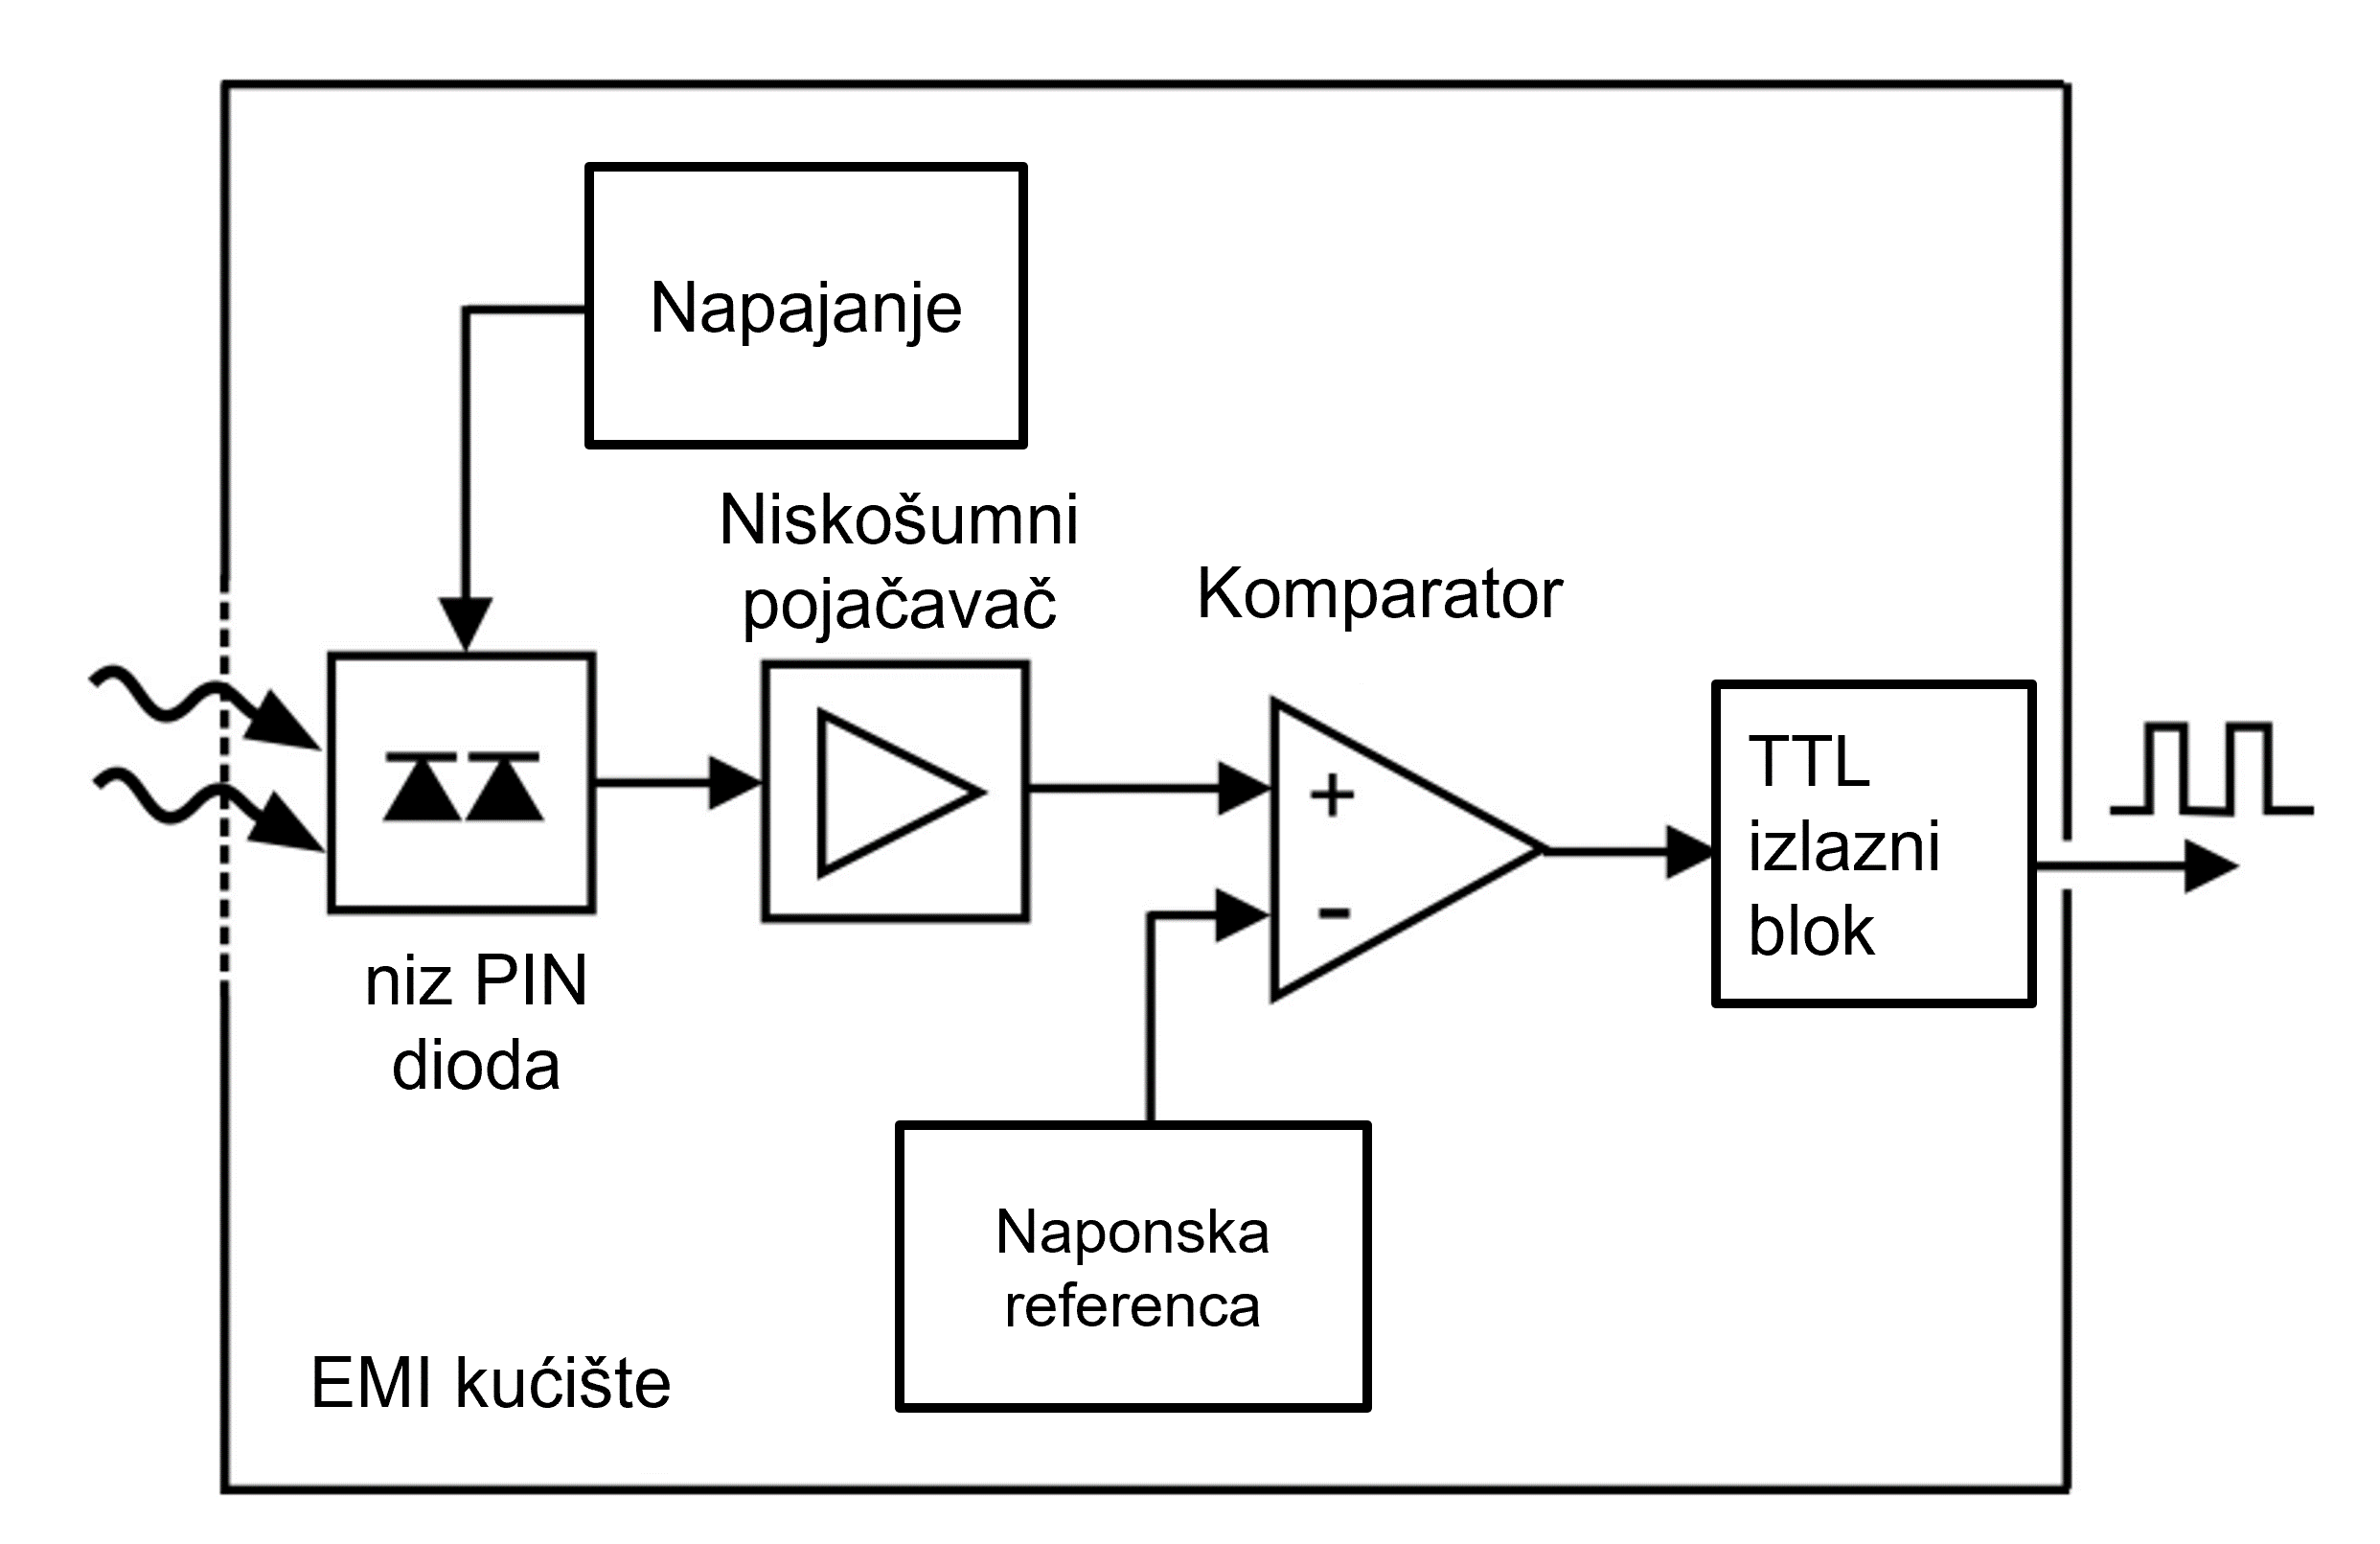 Napajanje
Niskošumni
pojačavač
Komparator
+
-
TTL
izlazni
blok
niz PIN
dioda
Naponska
referenca
EMI kućište